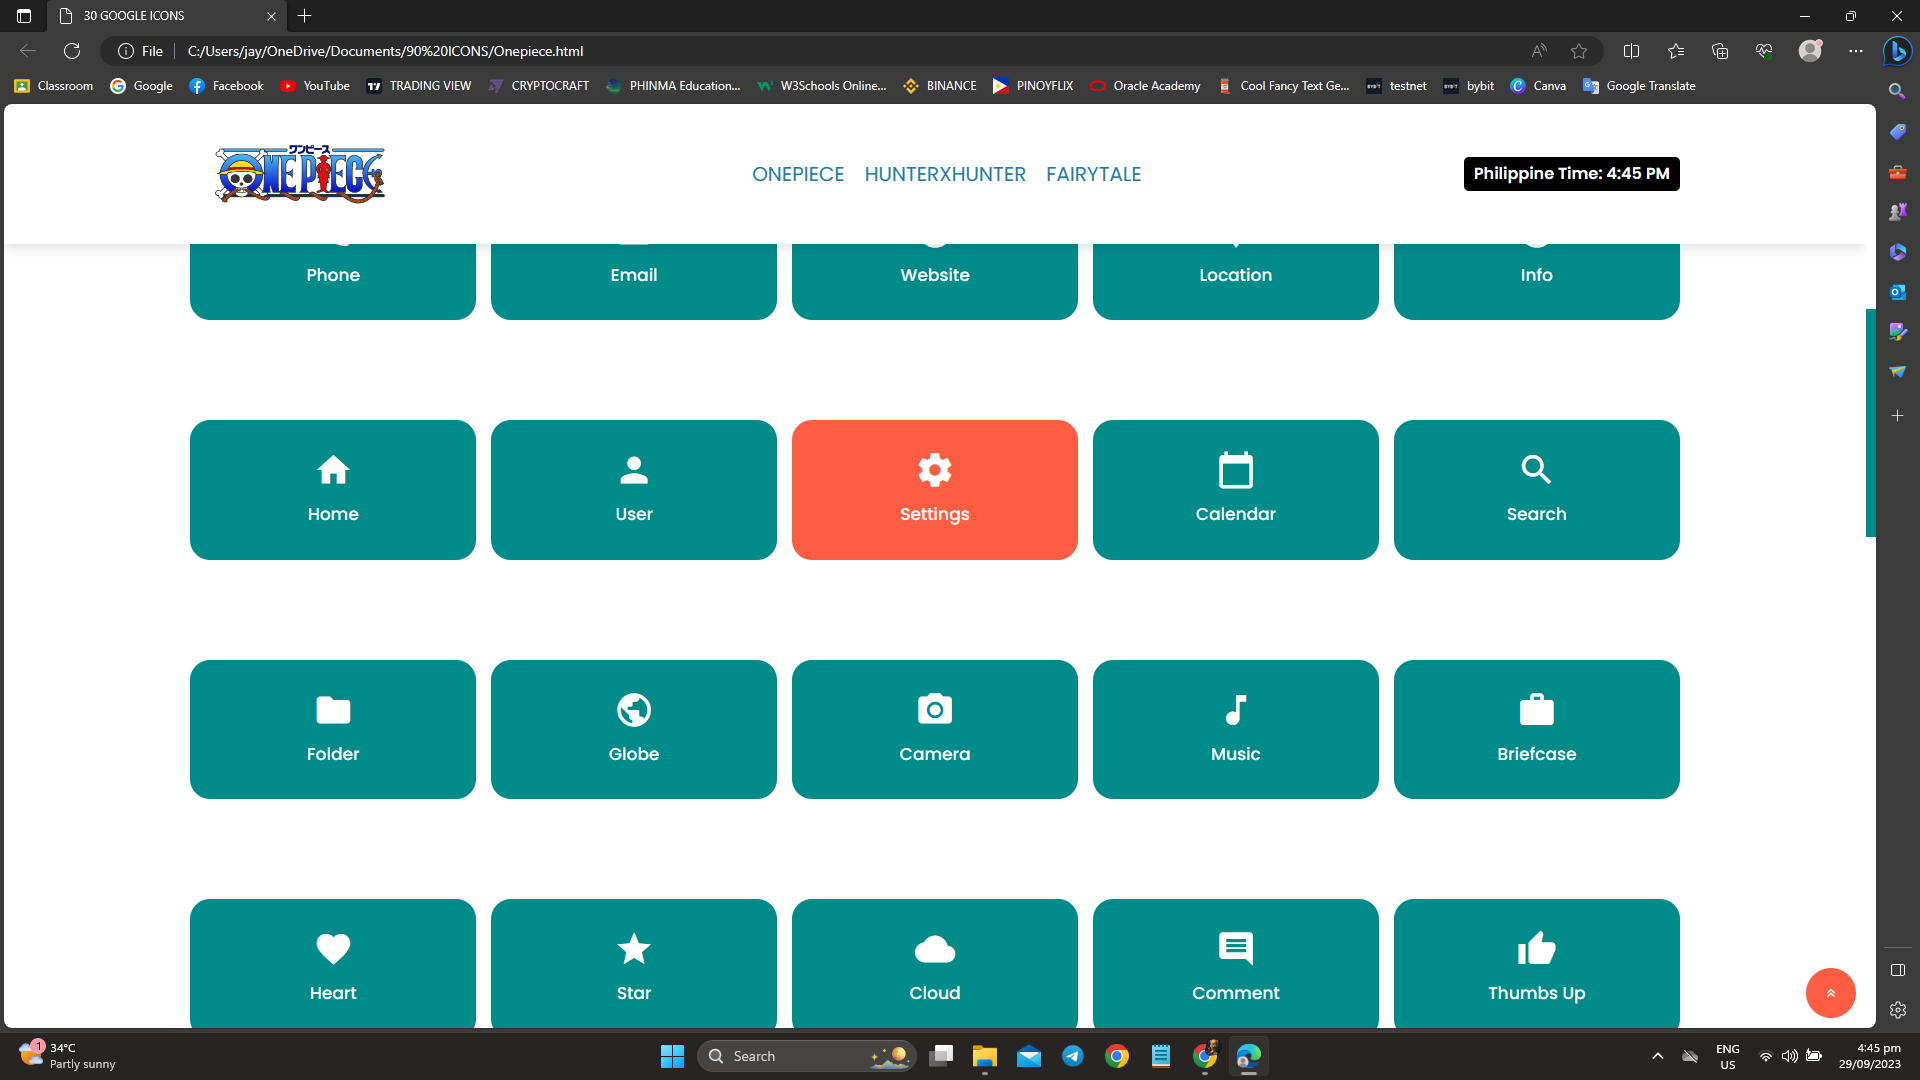 30 GOOGLE ICONS
File C:/Users/jay/OneDrive/Documents/90%20ICONS/Onepiece.html
Classroom Google Facebook YouTube TRADING VIEW CRYPTOCRAFT PHINMA Education... W3Schools Online... BINANCE PINOYFLIX Oracle Academy Cool Fancy Text Ge... testnet bybit Canva Google Translate
ワンピース
ONE PIECE
ONEPIECE HUNTERXHUNTER FAIRYTALE
Philippine Time: 4:45 PM
Phone Email Website Location Info
Home User Settings Calendar Search
Folder Globe Camera Music Briefcase
Heart Star Cloud Comment Thumbs Up
1
34°C
Partly sunny
Search
ENG
US
4:45 pm
29/09/2023